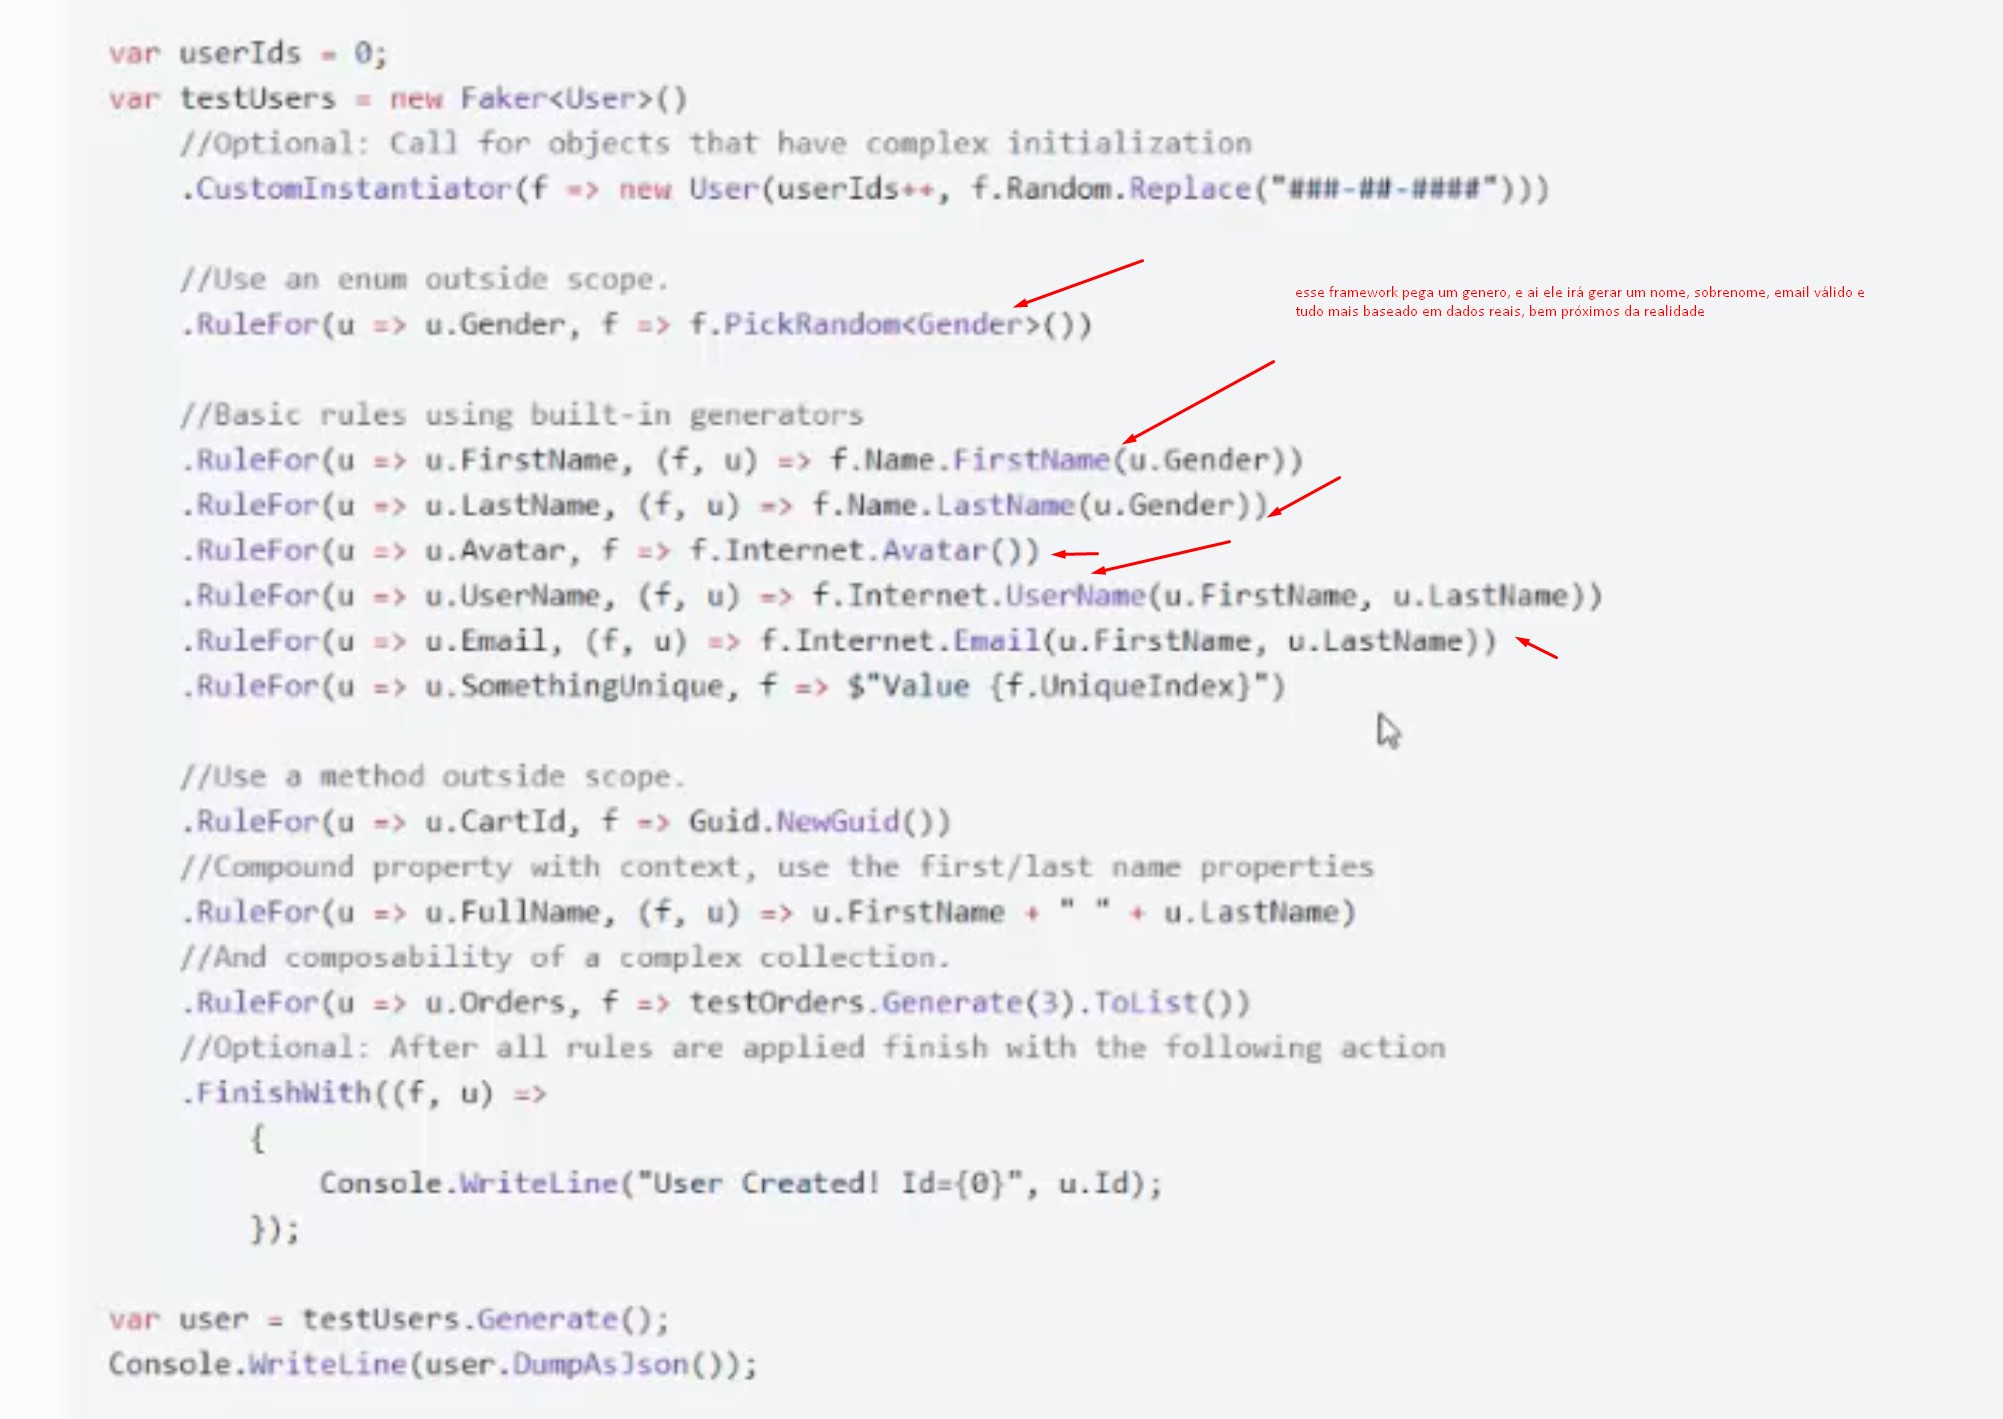 var userIds = 0;
var testUsers = new Faker<User>()
    //Optional: Call for objects that have complex initialization
    .CustomInstantiator(f => new User(userIds++, f.Random.Replace("###-##-####")))
    //Use an enum outside scope.
    .RuleFor(u => u.Gender, f => f.PickRandom<Gender>())
esse framework pega um genero, e ai ele irá gerar um nome, sobrenome, email válido e
tudo mais baseado em dados reais, bem próximos da realidade
    //Basic rules using built-in generators
    .RuleFor(u => u.FirstName, (f, u) => f.Name.FirstName(u.Gender))
    .RuleFor(u => u.LastName, (f, u) => f.Name.LastName(u.Gender))
    .RuleFor(u => u.Avatar, f => f.Internet.Avatar())
    .RuleFor(u => u.UserName, (f, u) => f.Internet.UserName(u.FirstName, u.LastName))
    .RuleFor(u => u.Email, (f, u) => f.Internet.Email(u.FirstName, u.LastName))
    .RuleFor(u => u.SomethingUnique, f => $"Value {f.UniqueIndex}")
    //Use a method outside scope.
    .RuleFor(u => u.CartId, f => Guid.NewGuid())
    //Compound property with context, use the first/last name properties
    .RuleFor(u => u.FullName, (f, u) => u.FirstName + " " + u.LastName)
    //And composability of a complex collection.
    .RuleFor(u => u.Orders, f => testOrders.Generate(3).ToList())
    //Optional: After all rules are applied finish with the following action
    .FinishWith((f, u) =>
        {
            Console.WriteLine("User Created! Id={0}", u.Id);
        });
var user = testUsers.Generate();
Console.WriteLine(user.DumpAsJson());